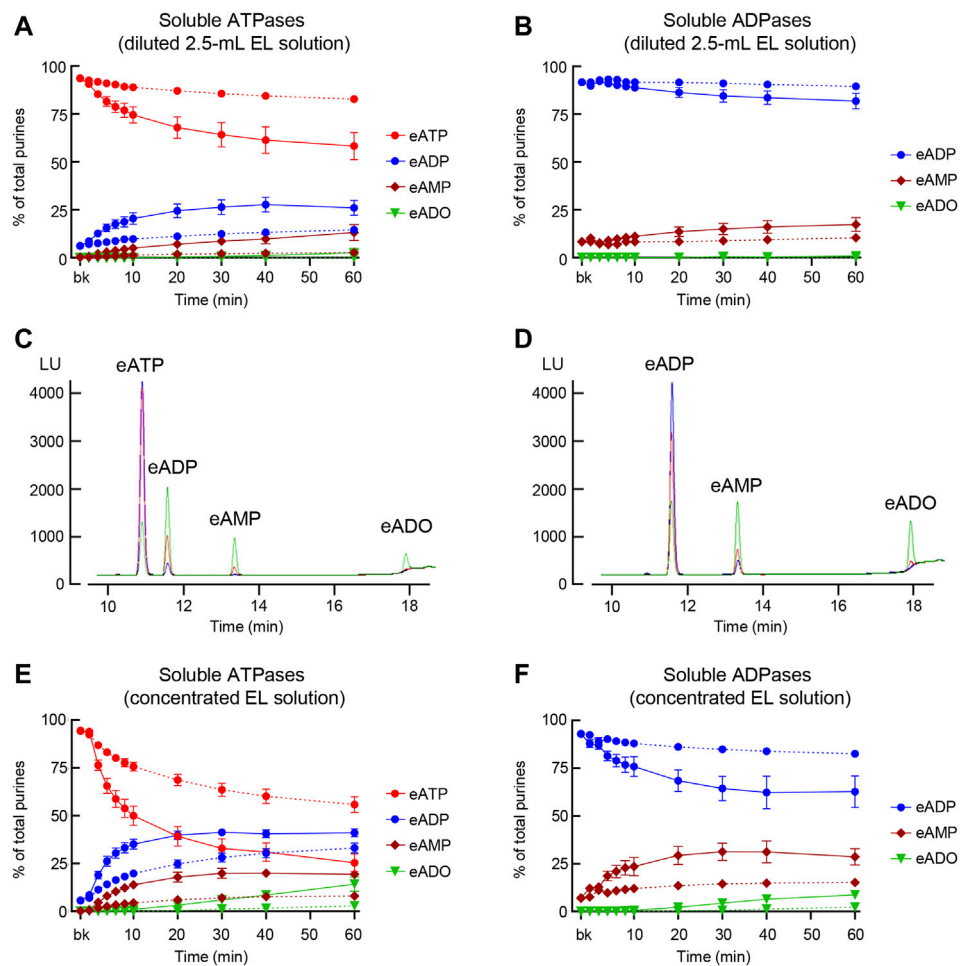 A
Soluble ATPases
(diluted 2.5-mL EL solution)
% of total purines
100
75
50
25
0
bk
10
20
30
40
50
60
Time (min)
eATP
eADP
eAMP
eADO
B
Soluble ADPases
(diluted 2.5-mL EL solution)
% of total purines
100
75
50
25
0
bk
10
20
30
40
50
60
Time (min)
eADP
eAMP
eADO
C
LU
4000
3000
2000
1000
0
eATP
eADP
eAMP
eADO
10
12
14
16
18
Time (min)
D
LU
4000
3000
2000
1000
0
eADP
eAMP
eADO
10
12
14
16
18
Time (min)
E
Soluble ATPases
(concentrated EL solution)
% of total purines
100
75
50
25
0
bk
10
20
30
40
50
60
Time (min)
eATP
eADP
eAMP
eADO
F
Soluble ADPases
(concentrated EL solution)
% of total purines
100
75
50
25
0
bk
10
20
30
40
50
60
Time (min)
eADP
eAMP
eADO